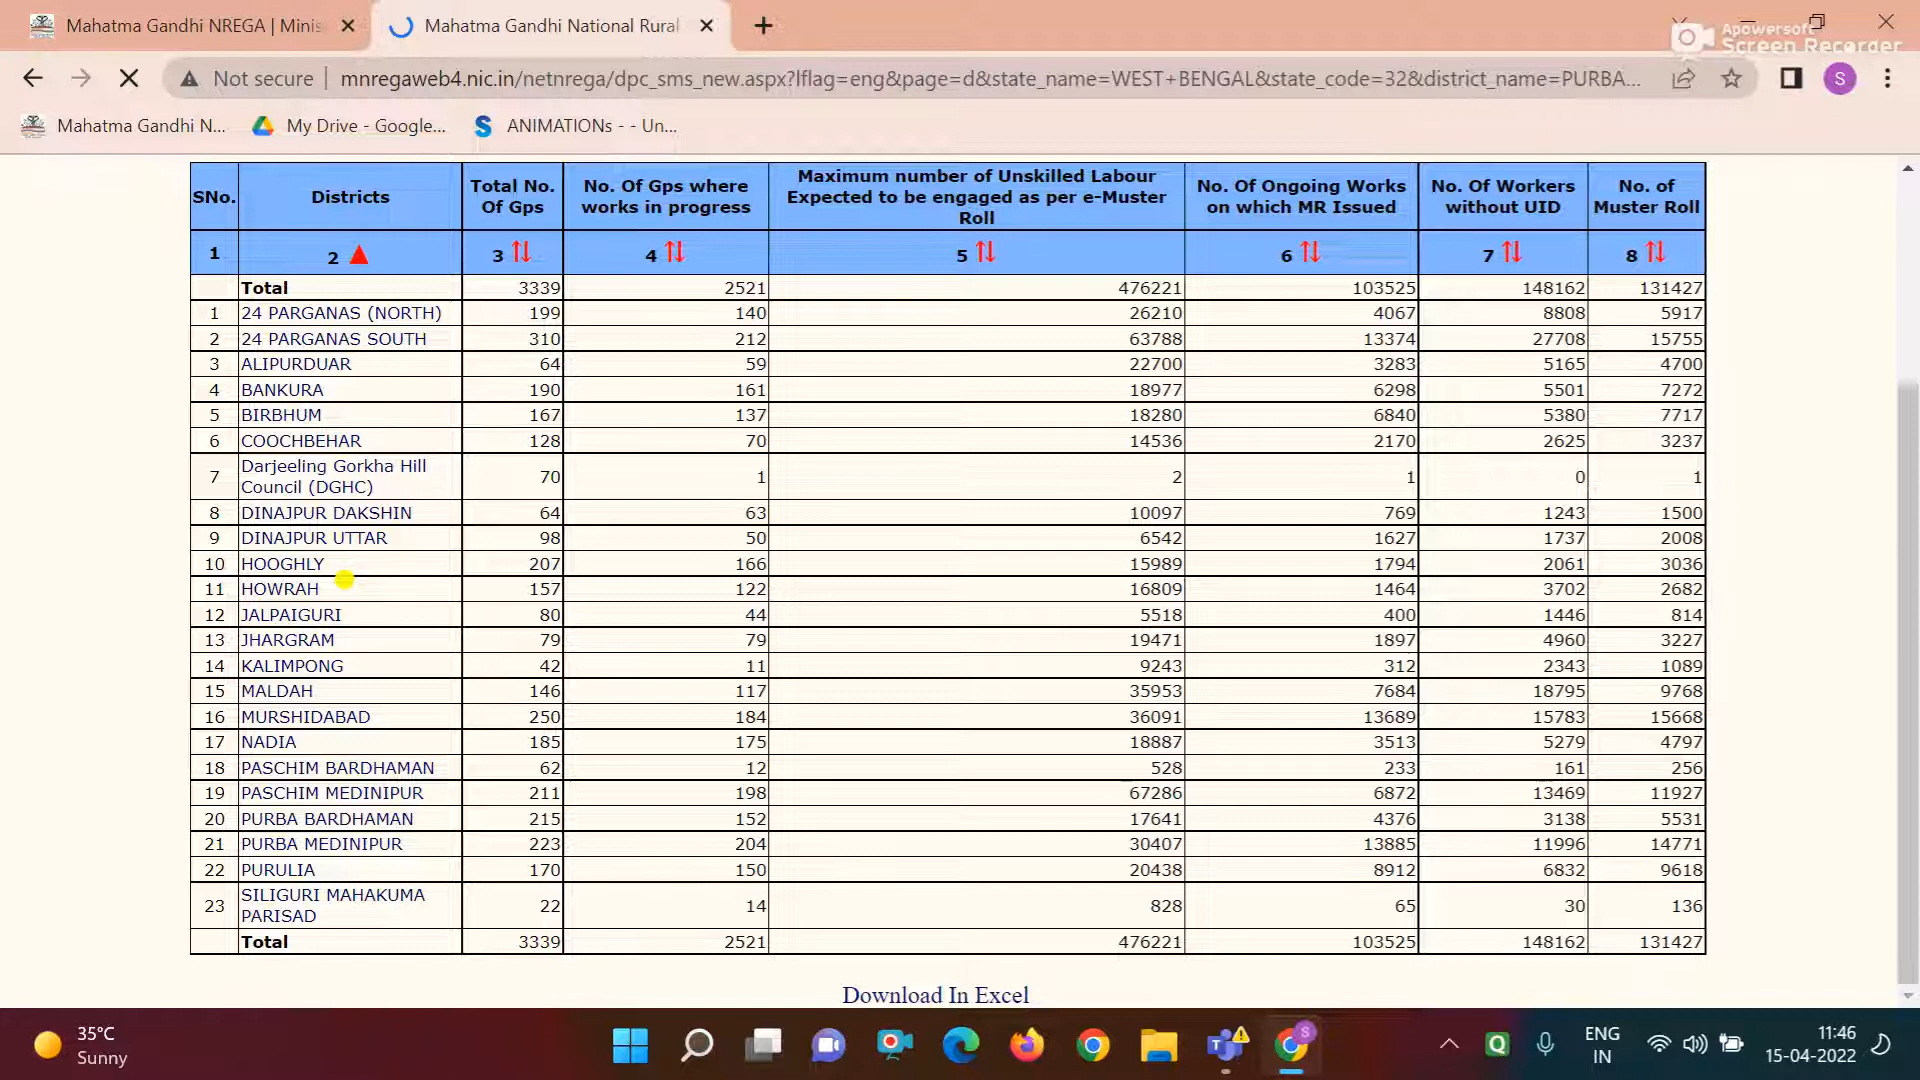 Mahatma Gandhi NREGA | Minis
Mahatma Gandhi National Rural
Apowersoft
Screen Recorder
Not secure | mnregaweb4.nic.in/netnrega/dpc_sms_new.aspx?lflag=eng&page=d&state_name=WEST+BENGAL&state_code=32&district_name=PURBA...
S
Mahatma Gandhi N... My Drive - Google... S ANIMATIONs - - Un...
SNo. Districts Total No. Of Gps No. Of Gps where works in progress Maximum number of Unskilled Labour Expected to be engaged as per e-Muster Roll No. Of Ongoing Works on which MR Issued No. Of Workers without UID No. of Muster Roll
1 2 3 4 5 6 7 8
Total 3339 2521 476221 103525 148162 131427
1 24 PARGANAS (NORTH) 199 140 26210 4067 8808 5917
2 24 PARGANAS SOUTH 310 212 63788 13374 27708 15755
3 ALIPURDUAR 64 59 22700 3283 5165 4700
4 BANKURA 190 161 18977 6298 5501 7272
5 BIRBHUM 167 137 18280 6840 5380 7717
6 COOCHBEHAR 128 70 14536 2170 2625 3237
7 Darjeeling Gorkha Hill Council (DGHC) 70 1 2 1 0 1
8 DINAJPUR DAKSHIN 64 63 10097 769 1243 1500
9 DINAJPUR UTTAR 98 50 6542 1627 1737 2008
10 HOOGHLY 207 166 15989 1794 2061 3036
11 HOWRAH 157 122 16809 1464 3702 2682
12 JALPAIGURI 80 44 5518 400 1446 814
13 JHARGRAM 79 79 19471 1897 4960 3227
14 KALIMPONG 42 11 9243 312 2343 1089
15 MALDAH 146 117 35953 7684 18795 9768
16 MURSHIDABAD 250 184 36091 13689 15783 15668
17 NADIA 185 175 18887 3513 5279 4797
18 PASCHIM BARDHAMAN 62 12 528 233 161 256
19 PASCHIM MEDINIPUR 211 198 67286 6872 13469 11927
20 PURBA BARDHAMAN 215 152 17641 4376 3138 5531
21 PURBA MEDINIPUR 223 204 30407 13885 11996 14771
22 PURULIA 170 150 20438 8912 6832 9618
23 SILIGURI MAHAKUMA PARISAD 22 14 828 65 30 136
Total 3339 2521 476221 103525 148162 131427
Download In Excel
35°C
Sunny
S
Q
ENG
IN
11:46
15-04-2022